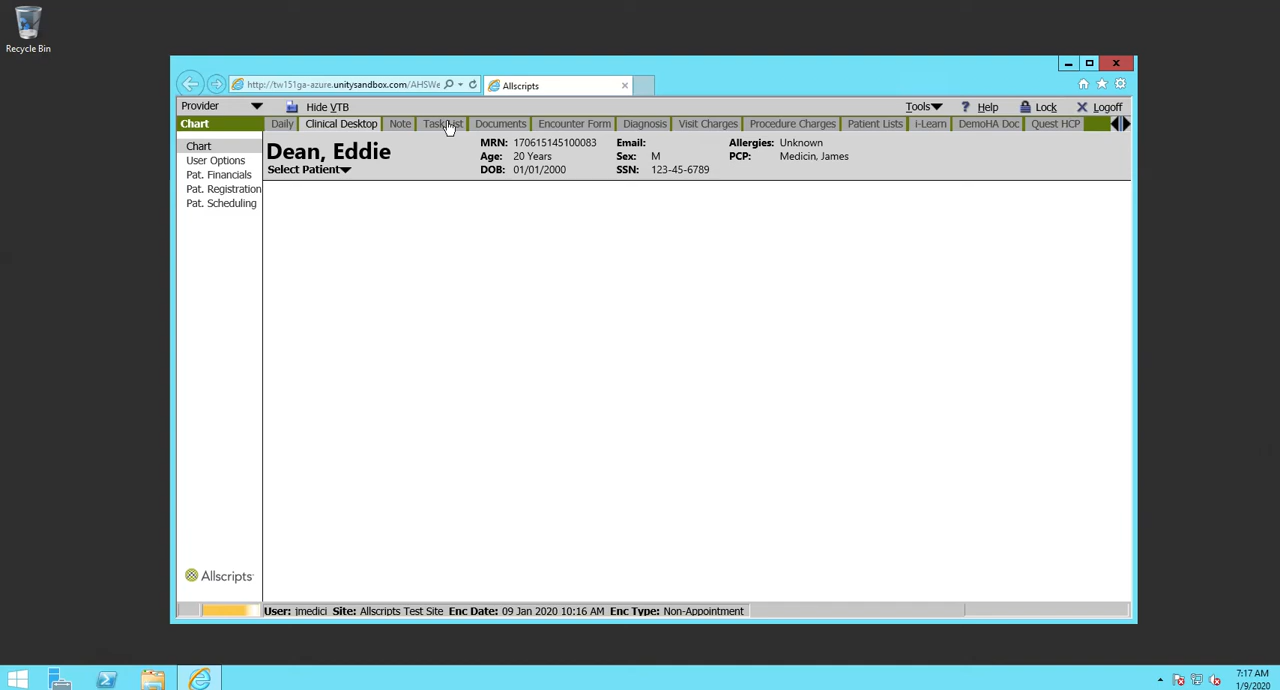 Recycle Bin
http://tw151ga-azure.unitysandbox.com/AHSWe
Allscripts
Provider
Hide VTB
Tools
? Help
Lock
X Logoff
Chart
Daily
Clinical Desktop
Note
Task List
Documents
Encounter Form
Diagnosis
Visit Charges
Procedure Charges
Patient Lists
i-Learn
DemoHA Doc
Quest HCP
Chart
User Options
Pat. Financials
Pat. Registration
Pat. Scheduling
Dean, Eddie
Select Patient
MRN: 170615145100083
Age: 20 Years
DOB: 01/01/2000
Email:
Sex: M
SSN: 123-45-6789
Allergies: Unknown
PCP: Medicin, James
Allscripts
User: jmedici Site: Allscripts Test Site Enc Date: 09 Jan 2020 10:16 AM Enc Type: Non-Appointment
7:17 AM
1/9/2020